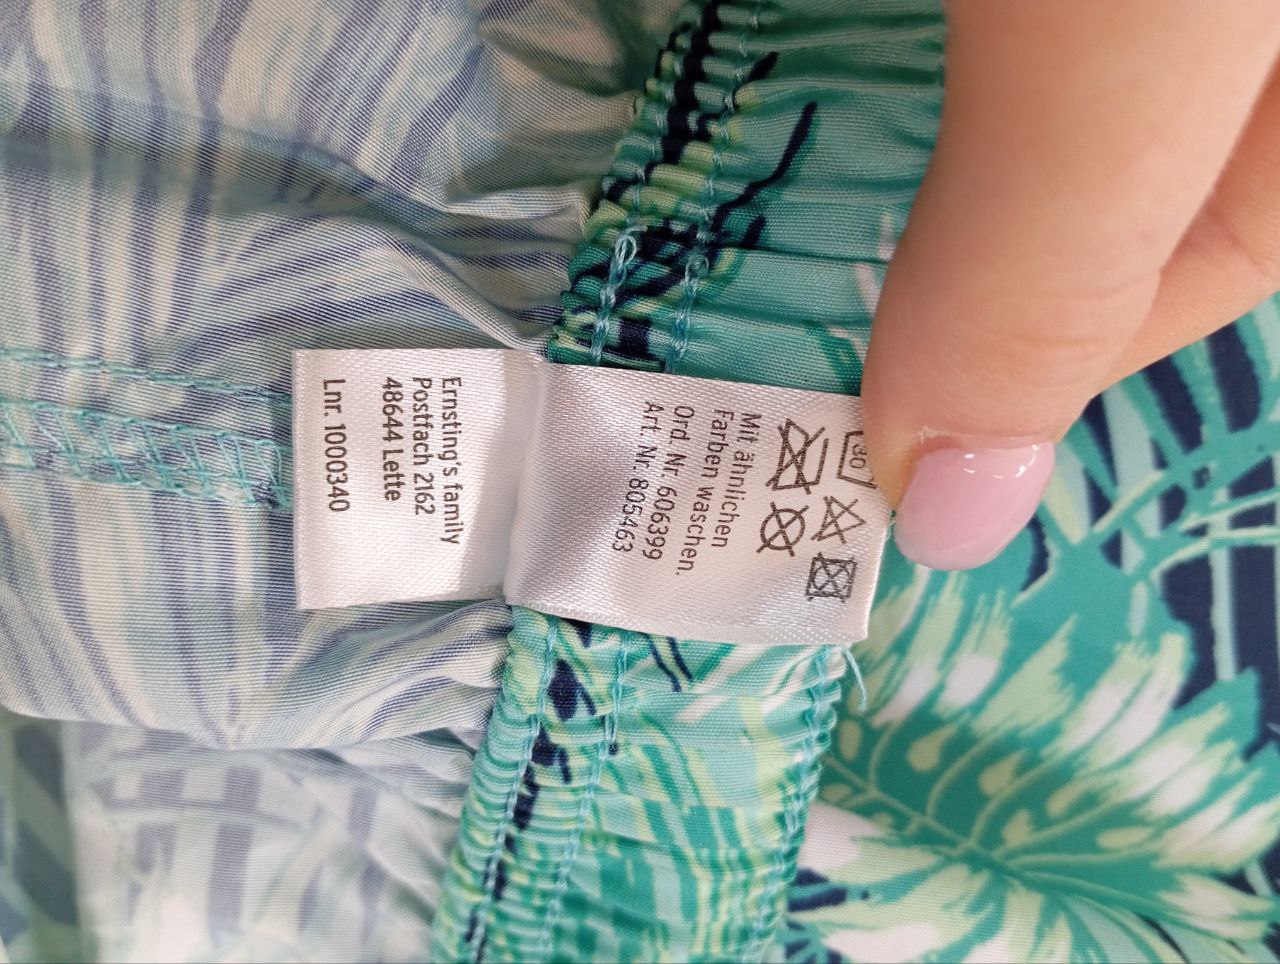 30
Mit ähnlichen
Farben waschen.
Ord Nr. 606399
Art. Nr. 805463
Ernsting's family
Postfach 2162
48644 Lette
Lnr. 1000340